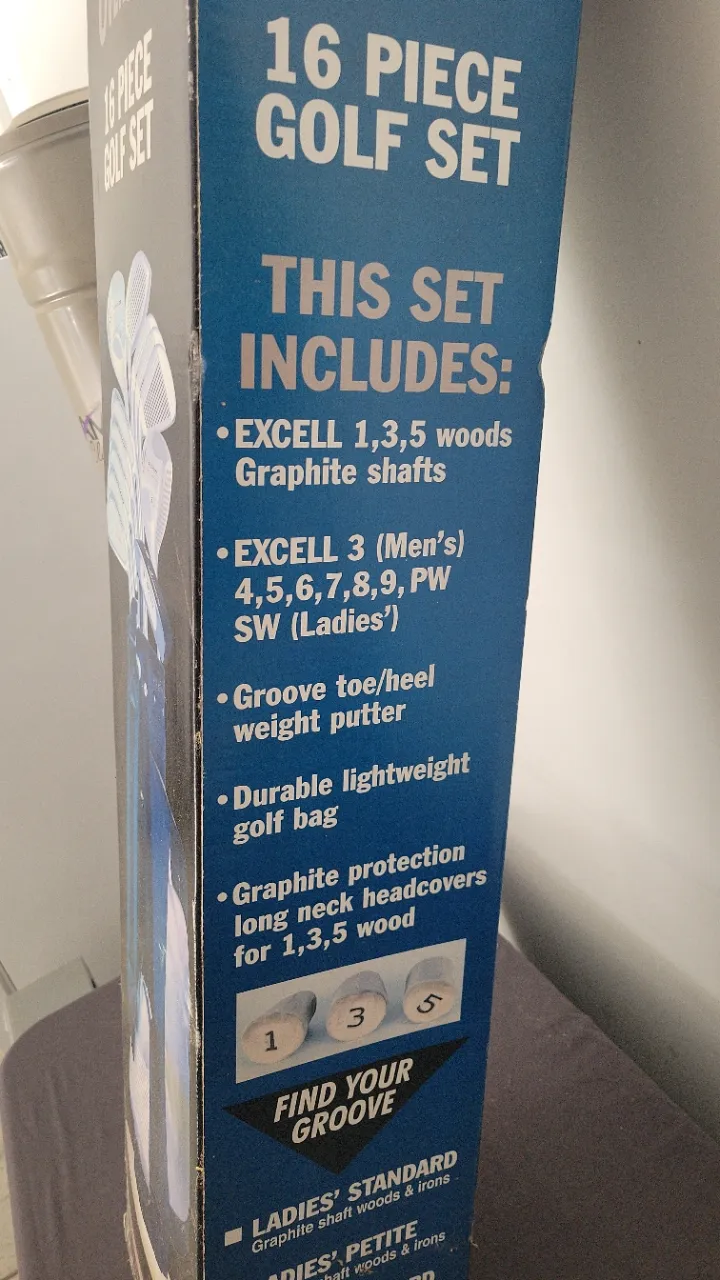 16 PIECE
GOLF SET
16 PIECE
GOLF SET
THIS SET
INCLUDES:
• EXCELL 1,3,5 woods
Graphite shafts
• EXCELL 3 (Men's)
4,5,6,7,8,9, PW
SW (Ladies')
• Groove toe/heel
weight putter
• Durable lightweight
golf bag
• Graphite protection
long neck headcovers
for 1,3,5 wood
1 3 5
FIND YOUR
GROOVE
LADIES' STANDARD
Graphite shaft woods & irons
PETITE
woods & irons